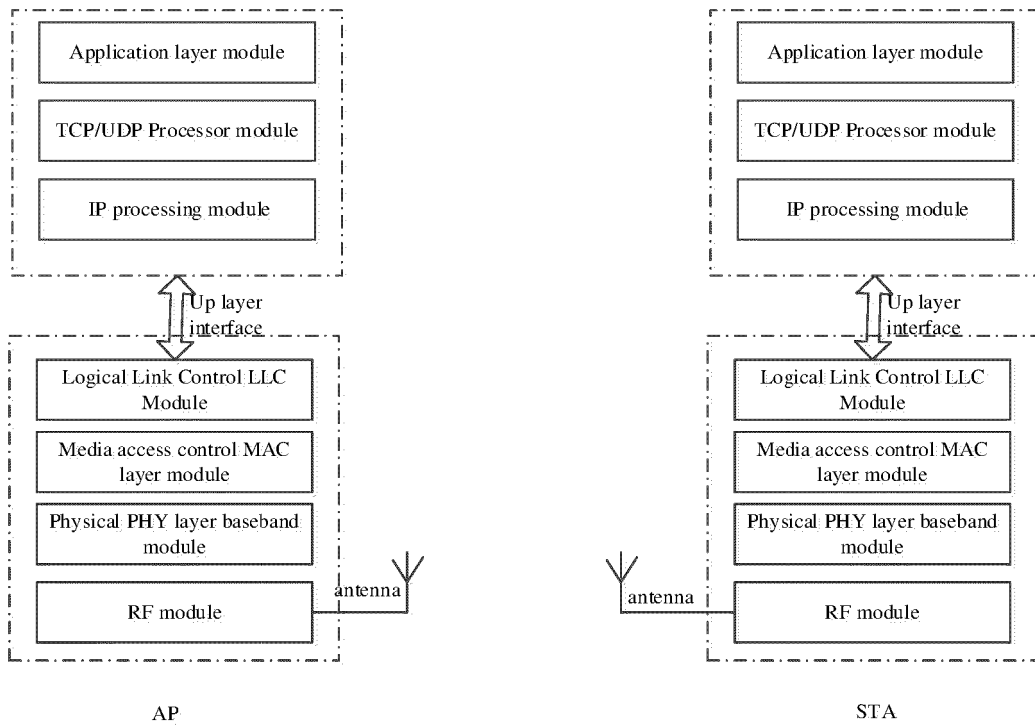 Application layer module
TCP/UDP Processor module
IP processing module
Up layer
interface
Logical Link Control LLC
Module
Media access control MAC
layer module
Physical PHY layer baseband
module
RF module
antenna
AP
Application layer module
TCP/UDP Processor module
IP processing module
Up layer
interface
Logical Link Control LLC
Module
Media access control MAC
layer module
Physical PHY layer baseband
module
antenna
RF module
STA